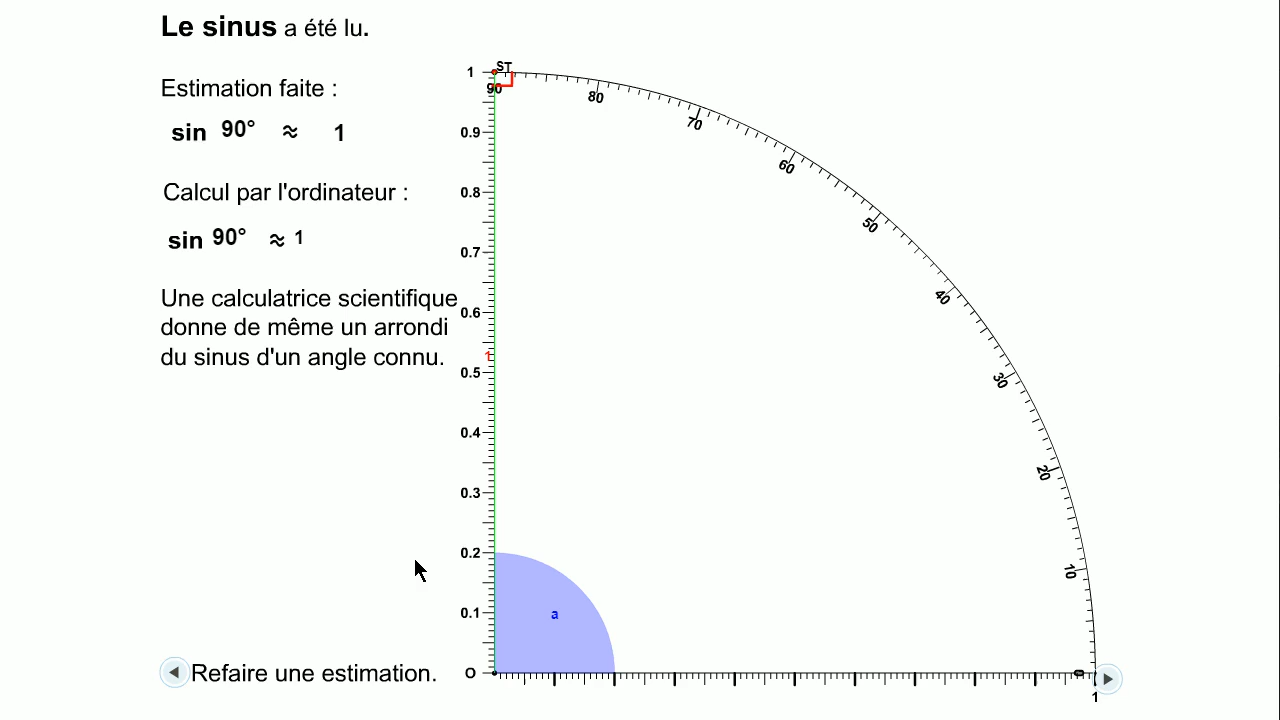 Le sinus a été lu.
Estimation faite :
sin 90° ≈ 1
Calcul par l'ordinateur :
sin 90° ≈ 1
Une calculatrice scientifique
donne de même un arrondi
du sinus d'un angle connu.
Refaire une estimation.
1
0.9
0.8
0.7
0.6
0.5
0.4
0.3
0.2
0.1
O
1
ST
90
80
70
60
50
40
30
20
10
0
a
1